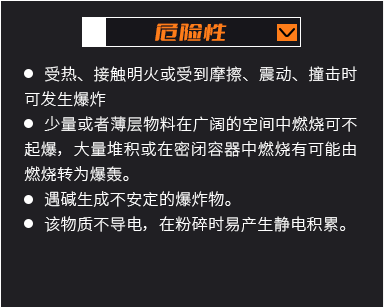 危险性
● 受热、接触明火或受到摩擦、震动、撞击时
可发生爆炸
● 少量或者薄层物料在广阔的空间中燃烧可不
起爆，大量堆积或在密闭容器中燃烧有可能由
燃烧转为爆轰。
● 遇碱生成不安定的爆炸物。
● 该物质不导电，在粉碎时易产生静电积累。